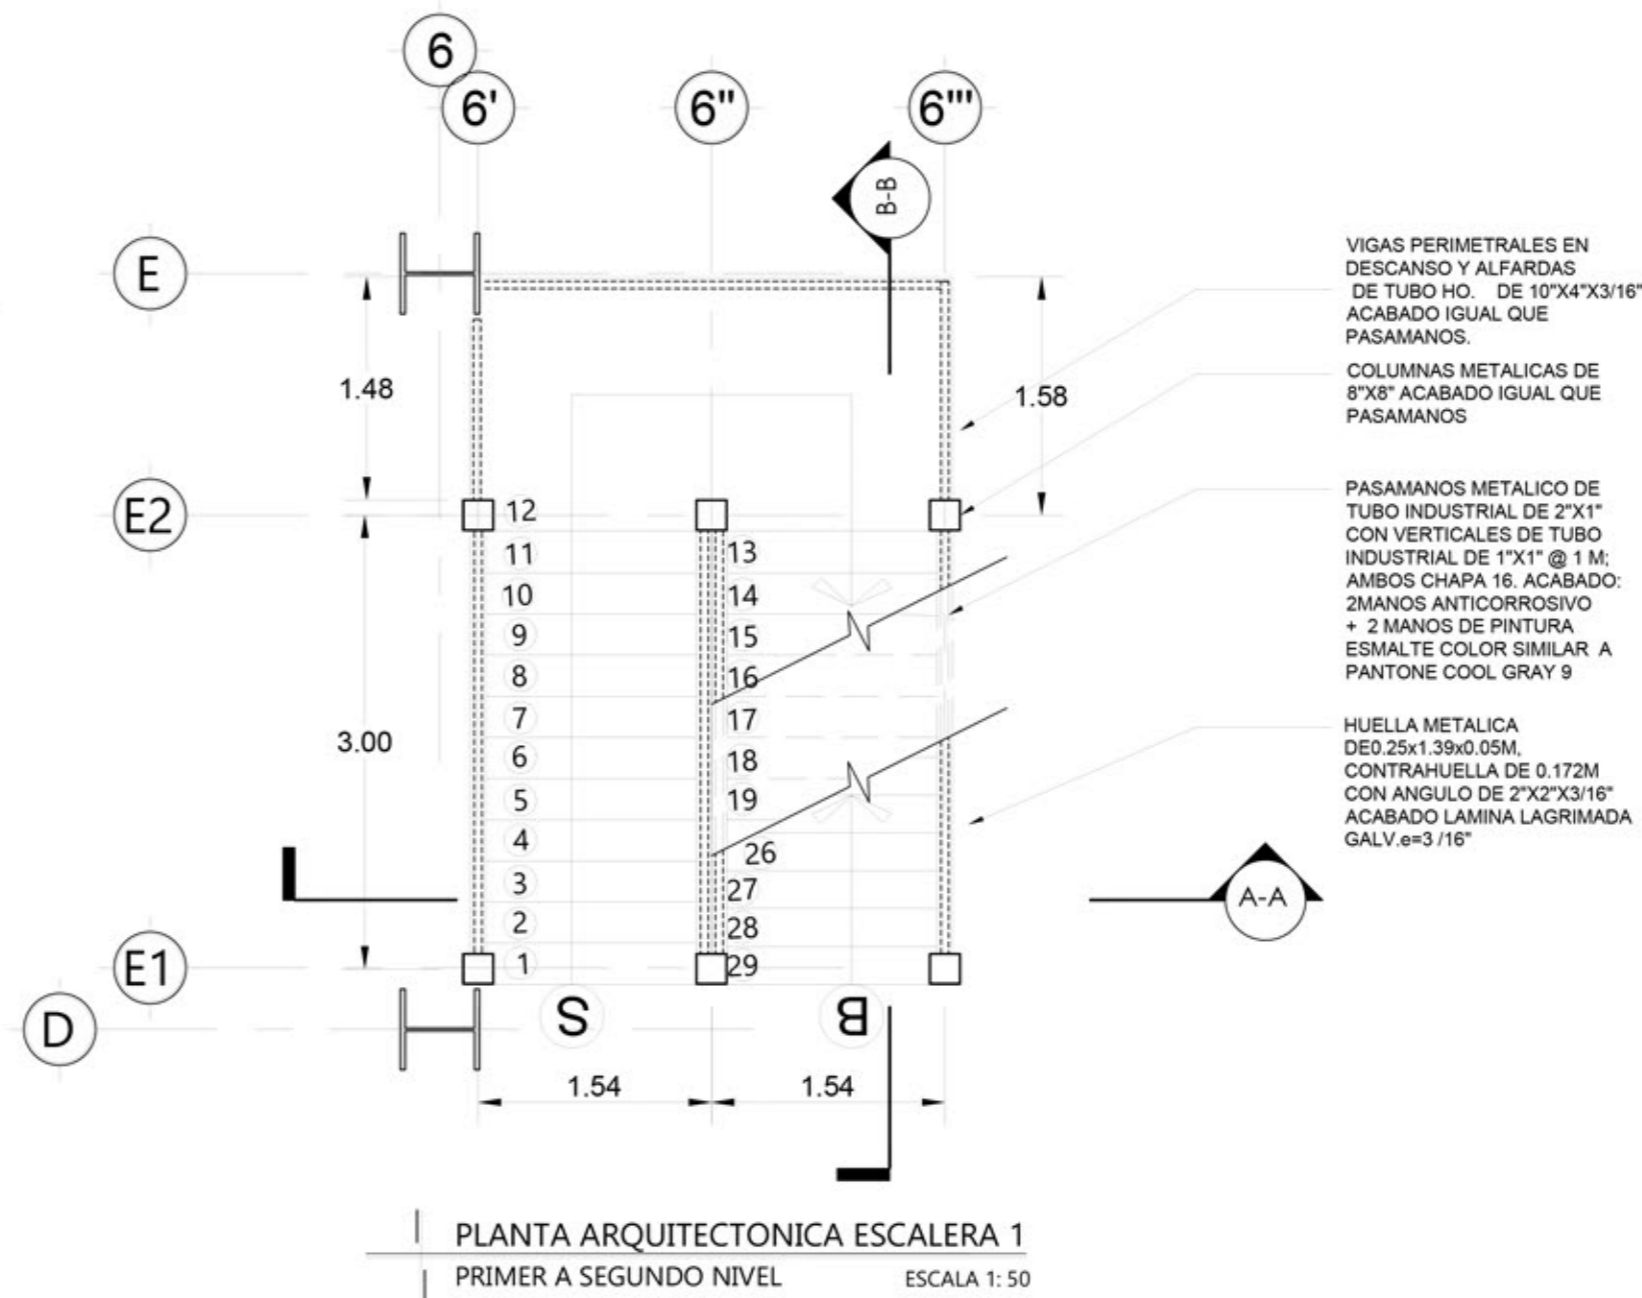 6
6'
6"
6'''
B-B
E
1.48
1.58
VIGAS PERIMETRALES EN
DESCANSO Y ALFARDAS
DE TUBO HO. DE 10"X4"X3/16"
ACABADO IGUAL QUE
PASAMANOS.
COLUMNAS METALICAS DE
8"X8" ACABADO IGUAL QUE
PASAMANOS
PASAMANOS METALICO DE
TUBO INDUSTRIAL DE 2"X1"
CON VERTICALES DE TUBO
INDUSTRIAL DE 1"X1" @ 1 M;
AMBOS CHAPA 16. ACABADO:
2MANOS ANTICORROSIVO
+ 2 MANOS DE PINTURA
ESMALTE COLOR SIMILAR A
PANTONE COOL GRAY 9
HUELLA METALICA
DE0.25x1.39x0.05M,
CONTRAHUELLA DE 0.172M
CON ANGULO DE 2"X2"X3/16"
ACABADO LAMINA LAGRIMADA
GALV.e=3 /16"
E2
12
11
10
9
8
7
6
5
4
3
2
1
13
14
15
16
17
18
19
26
27
28
29
3.00
A-A
E1
D
S
B
1.54
1.54
PLANTA ARQUITECTONICA ESCALERA 1
PRIMER A SEGUNDO NIVEL
ESCALA 1: 50